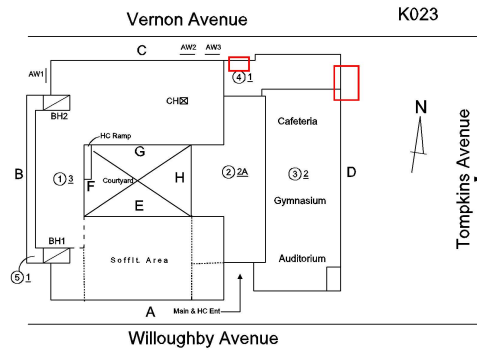 Vernon Avenue
K023
C
AW2 AW3
AW1
4 1
CH
BH2
HC Ramp
Cafeteria
N
G
B
1 3
F
Courtyard
H
2 2A
3 2
D
E
Gymnasium
Tompkins Avenue
BH1
Soffit Area
Auditorium
5 1
A
Main & HC Ent
Willoughby Avenue